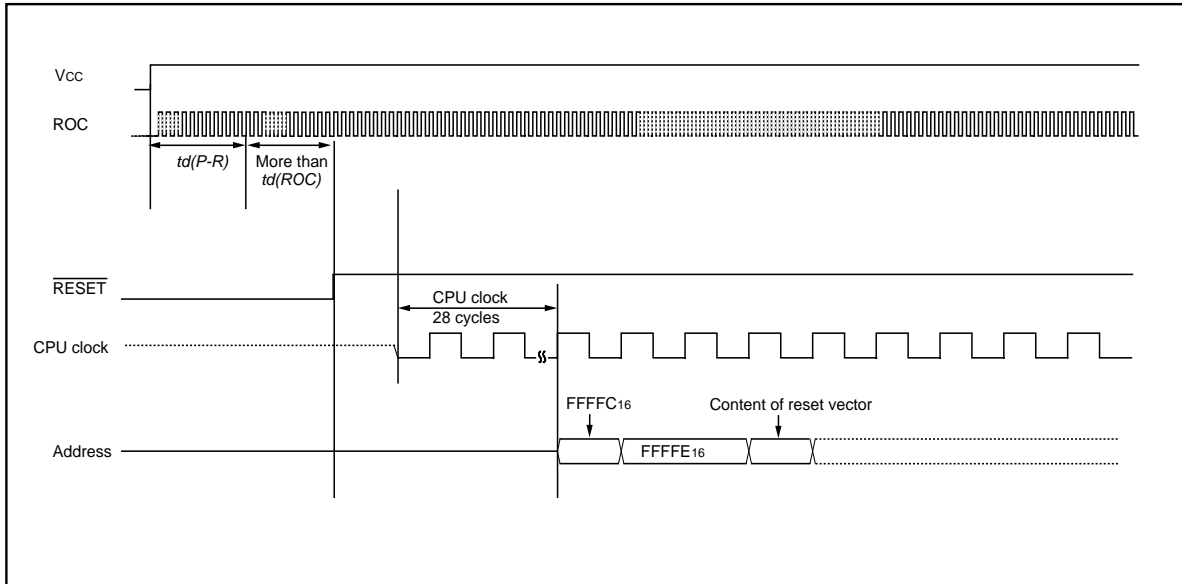 Vcc
ROC
td(P-R)
More than
td(ROC)
RESET
CPU clock
28 cycles
CPU clock
FFFFC16
Content of reset vector
Address
FFFFE16